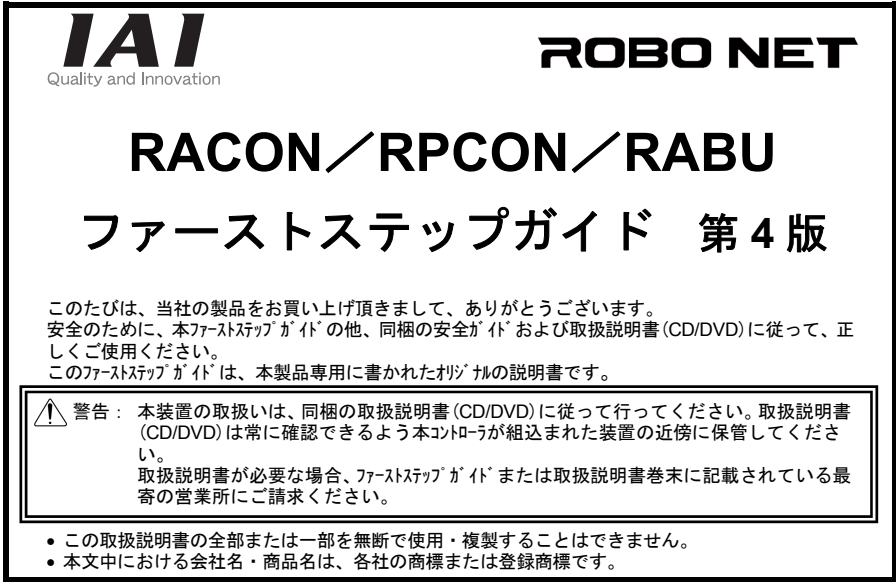 IAI
Quality and Innovation
ROBO NET
RACON／RPCON／RABU
ファーストステップガイド 第4版
このたびは、当社の製品をお買い上げ頂きまして、ありがとうございます。
安全のために、本ﾌｧｰｽﾄｽﾃｯﾌﾟｶﾞｲﾄﾞの他、同梱の安全ｶﾞｲﾄﾞおよび取扱説明書(CD/DVD)に従って、正
しくご使用ください。
このﾌｧｰｽﾄｽﾃｯﾌﾟｶﾞｲﾄﾞは、本製品専用に書かれたｵﾘｼﾞﾅﾙの説明書です。
警告： 本装置の取扱いは、同梱の取扱説明書(CD/DVD)に従って行ってください。取扱説明書
(CD/DVD)は常に確認できるよう本ｺﾝﾄﾛｰﾗが組込まれた装置の近傍に保管してくださ
い。
取扱説明書が必要な場合、ﾌｧｰｽﾄｽﾃｯﾌﾟｶﾞｲﾄﾞまたは取扱説明書巻末に記載されている最
寄の営業所にご請求ください。
• この取扱説明書の全部または一部を無断で使用・複製することはできません。
• 本文中における会社名・商品名は、各社の商標または登録商標です。